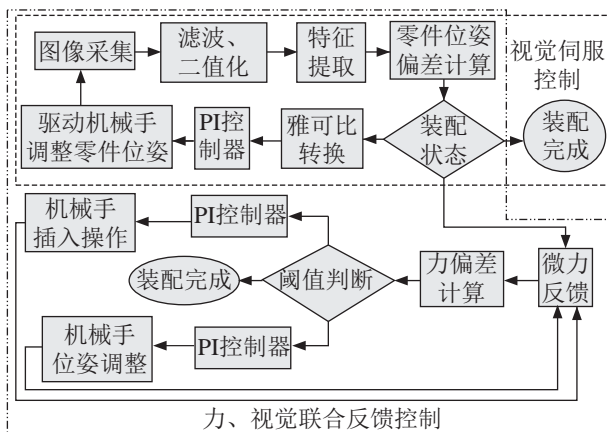 图像采集
滤波、
二值化
特征
提取
零件位姿
偏差计算
视觉伺服
控制
驱动机械手
调整零件位姿
PI控
制器
雅可比
转换
装配
状态
装配
完成
机械手
插入操作
PI控制器
装配完成
阈值判断
力偏差
计算
微力
反馈
机械手
位姿调整
PI控制器
力、视觉联合反馈控制